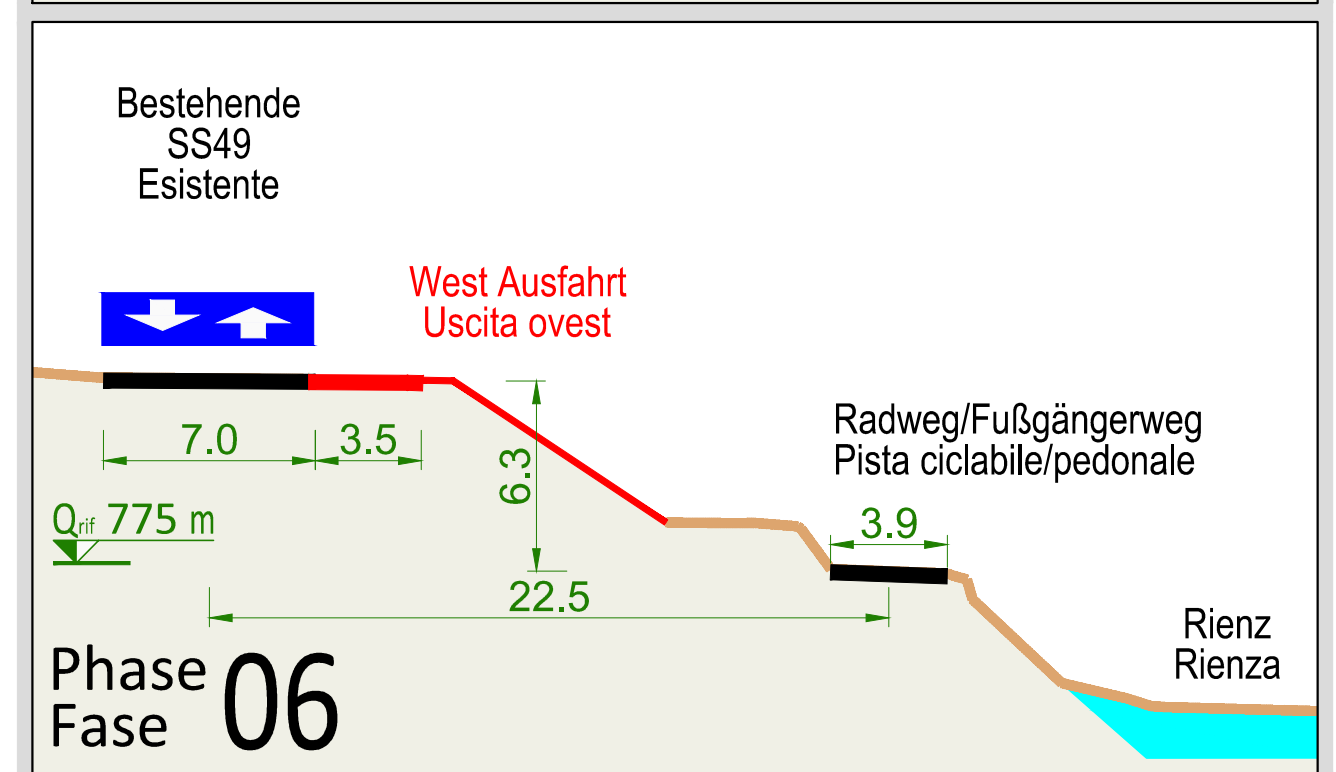 Bestehende
SS49
Esistente
West Ausfahrt
Uscita ovest
7.0
3.5
6.3
Radweg/Fußgängerweg
Pista ciclabile/pedonale
3.9
Qrif 775 m
22.5
Rienz
Rienza
Phase
Fase
06